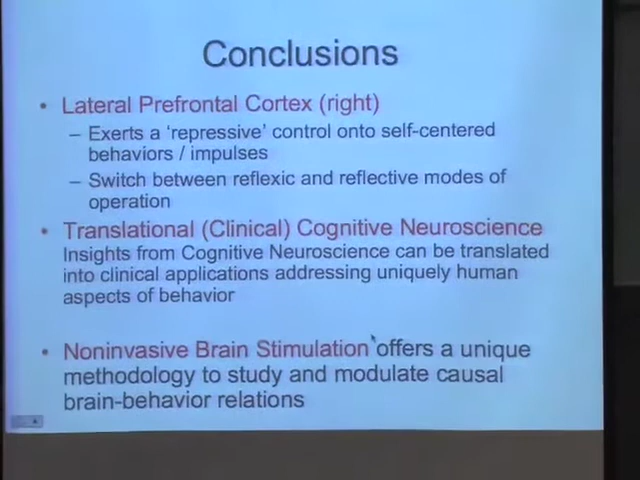 Conclusions
• Lateral Prefrontal Cortex (right)
– Exerts a ‘repressive’ control onto self-centered
behaviors / impulses
– Switch between reflexic and reflective modes of
operation
• Translational (Clinical) Cognitive Neuroscience
Insights from Cognitive Neuroscience can be translated
into clinical applications addressing uniquely human
aspects of behavior
• Noninvasive Brain Stimulation offers a unique
methodology to study and modulate causal
brain-behavior relations